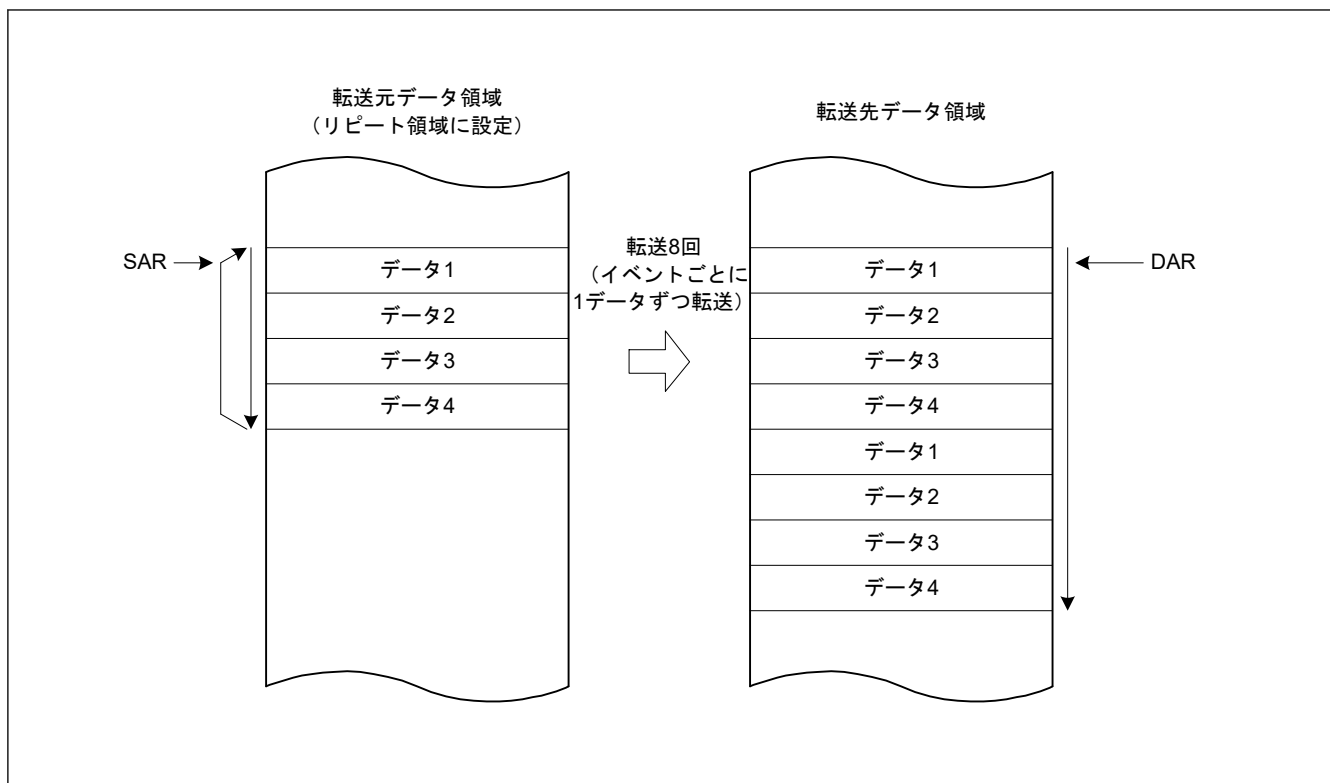 転送元データ領域
（リピート領域に設定）
転送先データ領域
SAR
データ1
データ2
データ3
データ4
転送8回
（イベントごとに
1データずつ転送）
データ1
データ2
データ3
データ4
データ1
データ2
データ3
データ4
DAR